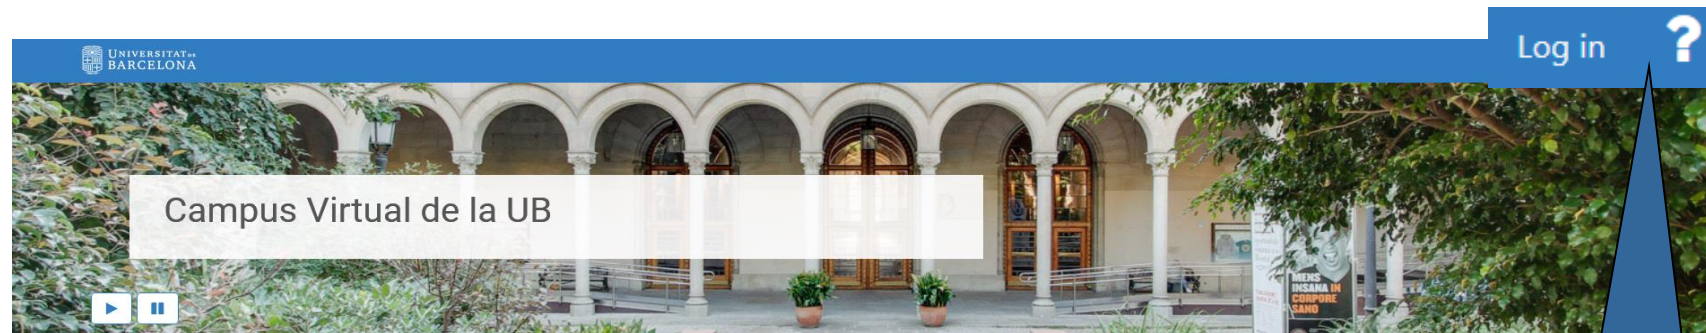 UNIVERSITAT DE
BARCELONA
Log in ?
Campus Virtual de la UB
MENS
INSANA IN
CORPORE
SANO